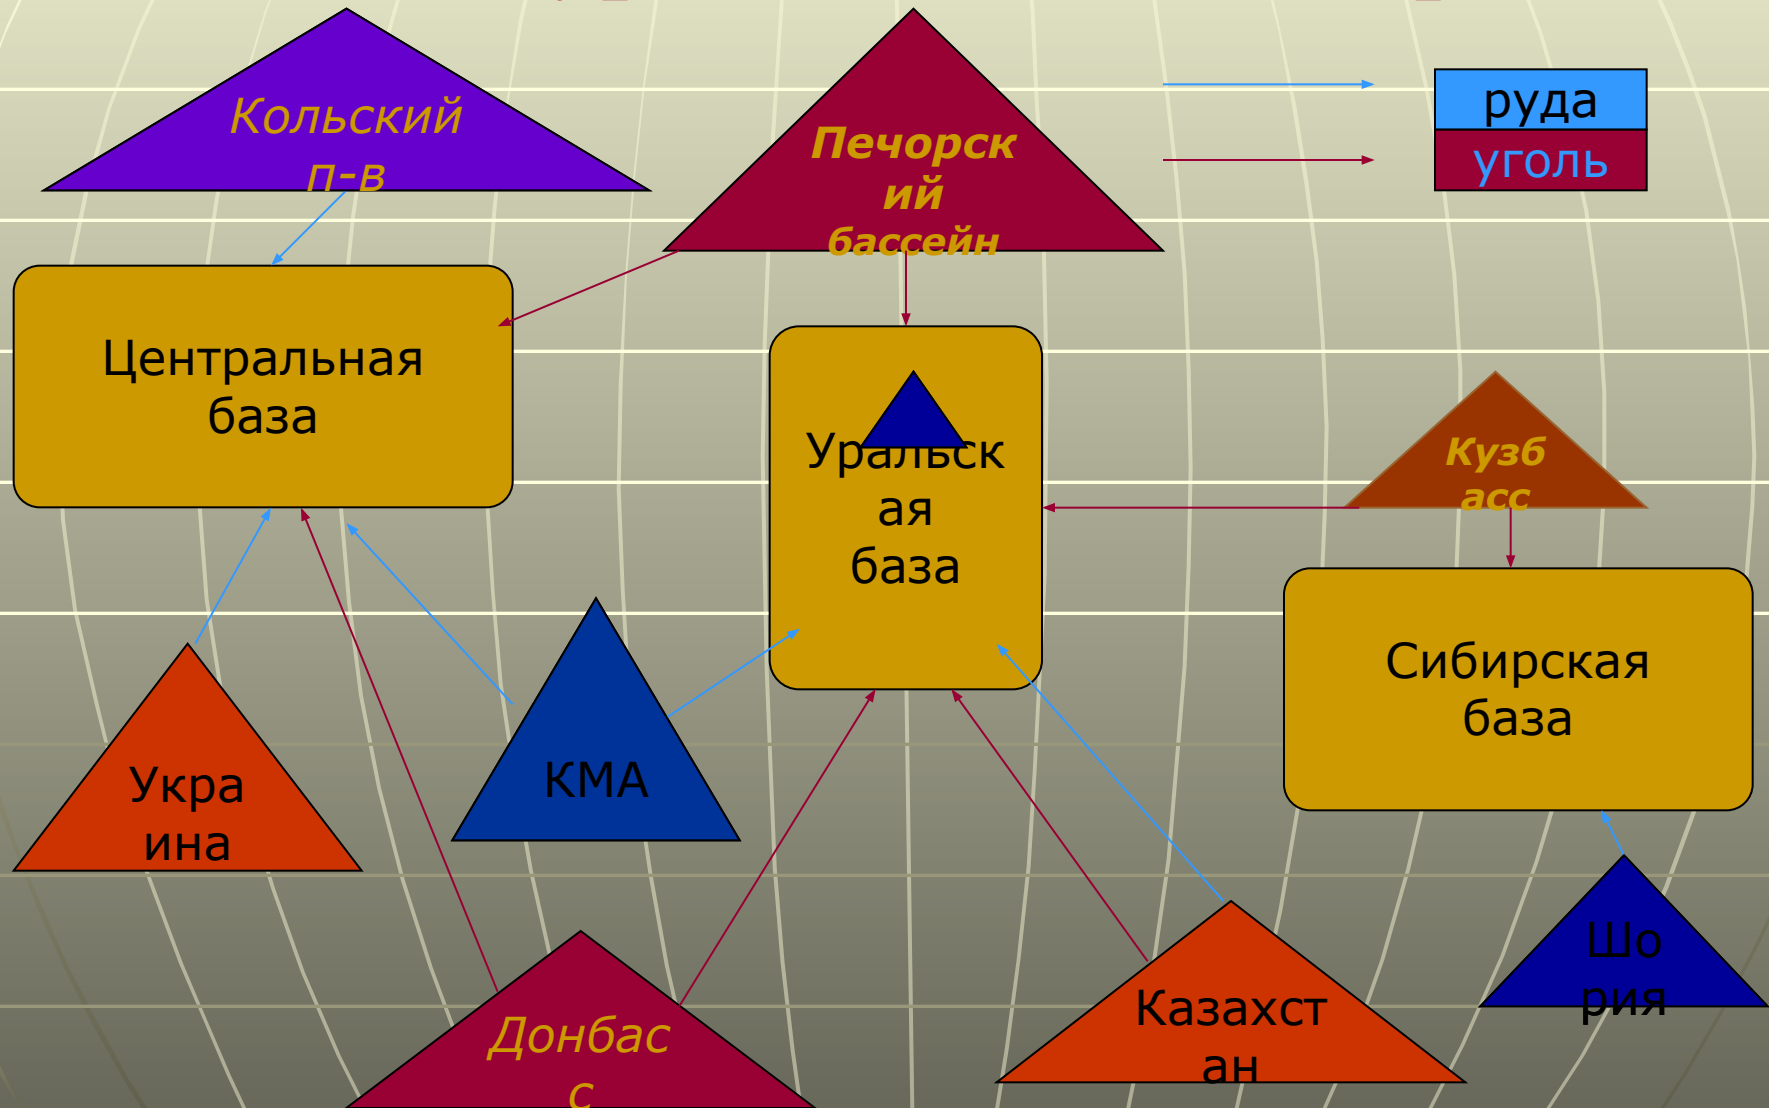 Кольский
п-в
Печорск
ий
бассейн
руда
уголь
Центральная
база
Уральск
ая
база
Кузб
асс
Сибирская
база
Укра
ина
КМА
Шо
рия
Казахст
ан
Донбас
с